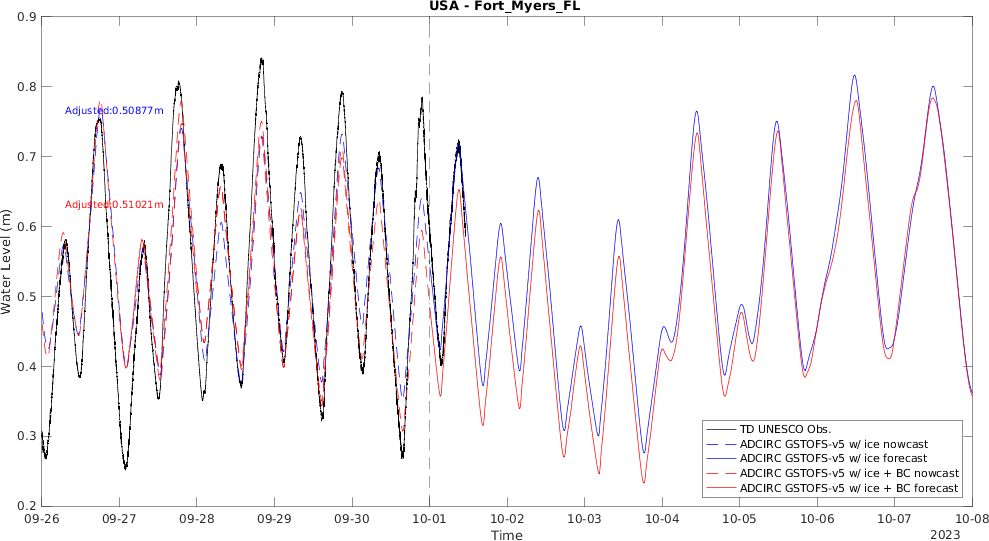 USA - Fort_Myers_FL
0.9
0.8
0.7
0.6
0.5
0.4
0.3
0.2
Water Level (m)
Adjusted:0.50877m
Adjusted:0.51021m
TD UNESCO Obs.
ADCIRC GSTOFS-v5 w/ ice nowcast
ADCIRC GSTOFS-v5 w/ ice forecast
ADCIRC GSTOFS-v5 w/ ice + BC nowcast
ADCIRC GSTOFS-v5 w/ ice + BC forecast
09-26 09-27 09-28 09-29 09-30 10-01 10-02 10-03 10-04 10-05 10-06 10-07 10-08
Time
2023